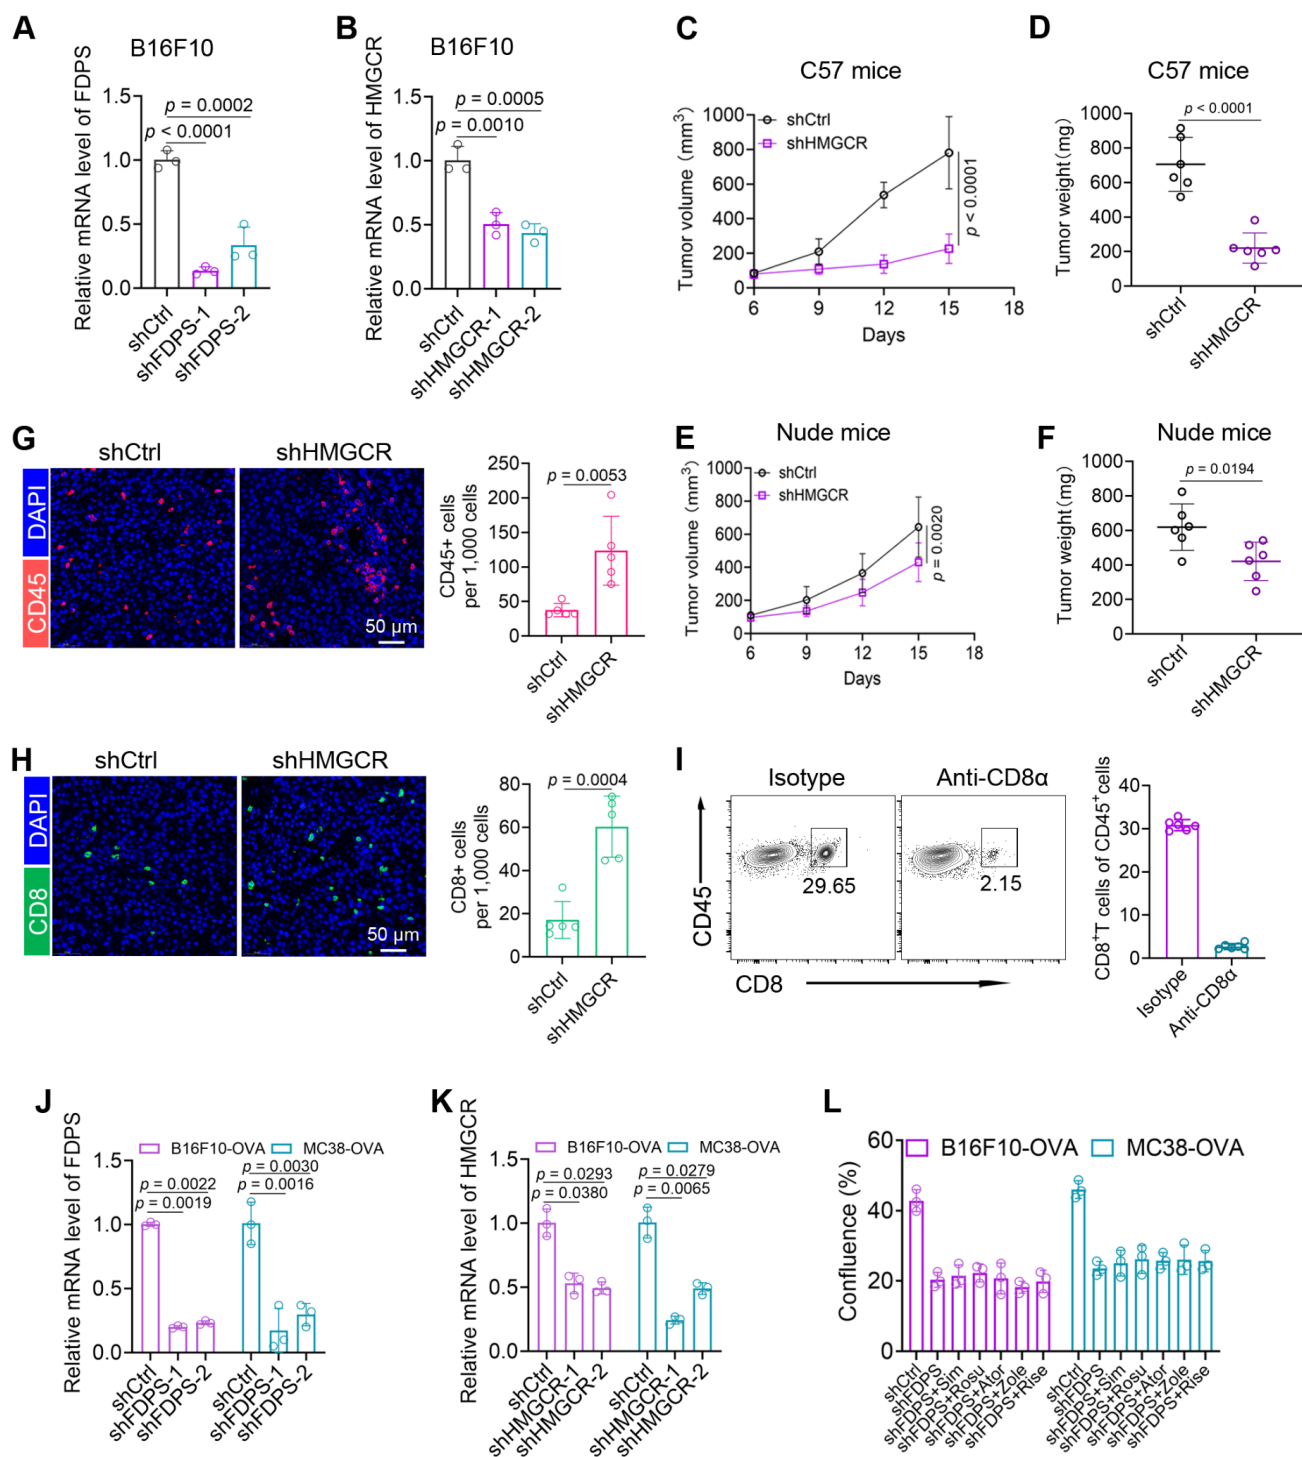 A
B16F10
Relative mRNA level of FDPS
1.5
1.0
0.5
0.0
p = 0.0002
p < 0.0001
shCtrl
shFDPS-1
shFDPS-2
B
B16F10
Relative mRNA level of HMGCR
1.5
1.0
0.5
0.0
p = 0.0005
p = 0.0010
shCtrl
shHMGCR-1
shHMGCR-2
C
C57 mice
Tumor volume (mm³)
1000
800
600
400
200
0
shCtrl
shHMGCR
p < 0.0001
6 9 12 15 18
Days
D
C57 mice
Tumor weight(mg)
1000
800
600
400
200
0
p < 0.0001
shCtrl
shHMGCR
G
shCtrl
shHMGCR
DAPI
CD45
50 µm
CD45+ cells
per 1,000 cells
250
200
150
100
50
0
p = 0.0053
shCtrl
shHMGCR
E
Nude mice
Tumor volume (mm³)
1000
800
600
400
200
0
shCtrl
shHMGCR
p = 0.0020
6 9 12 15 18
Days
F
Nude mice
Tumor weight(mg)
1000
800
600
400
200
0
p = 0.0194
shCtrl
shHMGCR
H
shCtrl
shHMGCR
DAPI
CD8
50 µm
CD8+ cells
per 1,000 cells
80
60
40
20
0
p = 0.0004
shCtrl
shHMGCR
I
Isotype
Anti-CD8α
CD45
29.65
2.15
CD8
CD8⁺T cells of CD45⁺cells
40
30
20
10
0
Isotype
Anti-CD8α
J
Relative mRNA level of FDPS
B16F10-OVA
MC38-OVA
1.5
1.0
0.5
0.0
p = 0.0022
p = 0.0019
p = 0.0030
p = 0.0016
shCtrl
shFDPS-1
shFDPS-2
shCtrl
shFDPS-1
shFDPS-2
K
Relative mRNA level of HMGCR
B16F10-OVA
MC38-OVA
1.5
1.0
0.5
0.0
p = 0.0293
p = 0.0380
p = 0.0279
p = 0.0065
shCtrl
shHMGCR-1
shHMGCR-2
shCtrl
shHMGCR-1
shHMGCR-2
L
Confluence (%)
60
40
20
0
B16F10-OVA
MC38-OVA
shCtrl
shFDPS
shFDPS+Sim
shFDPS+Rosu
shFDPS+Ator
shFDPS+Zole
shFDPS+Rise
shCtrl
shFDPS
shFDPS+Sim
shFDPS+Rosu
shFDPS+Ator
shFDPS+Zole
shFDPS+Rise